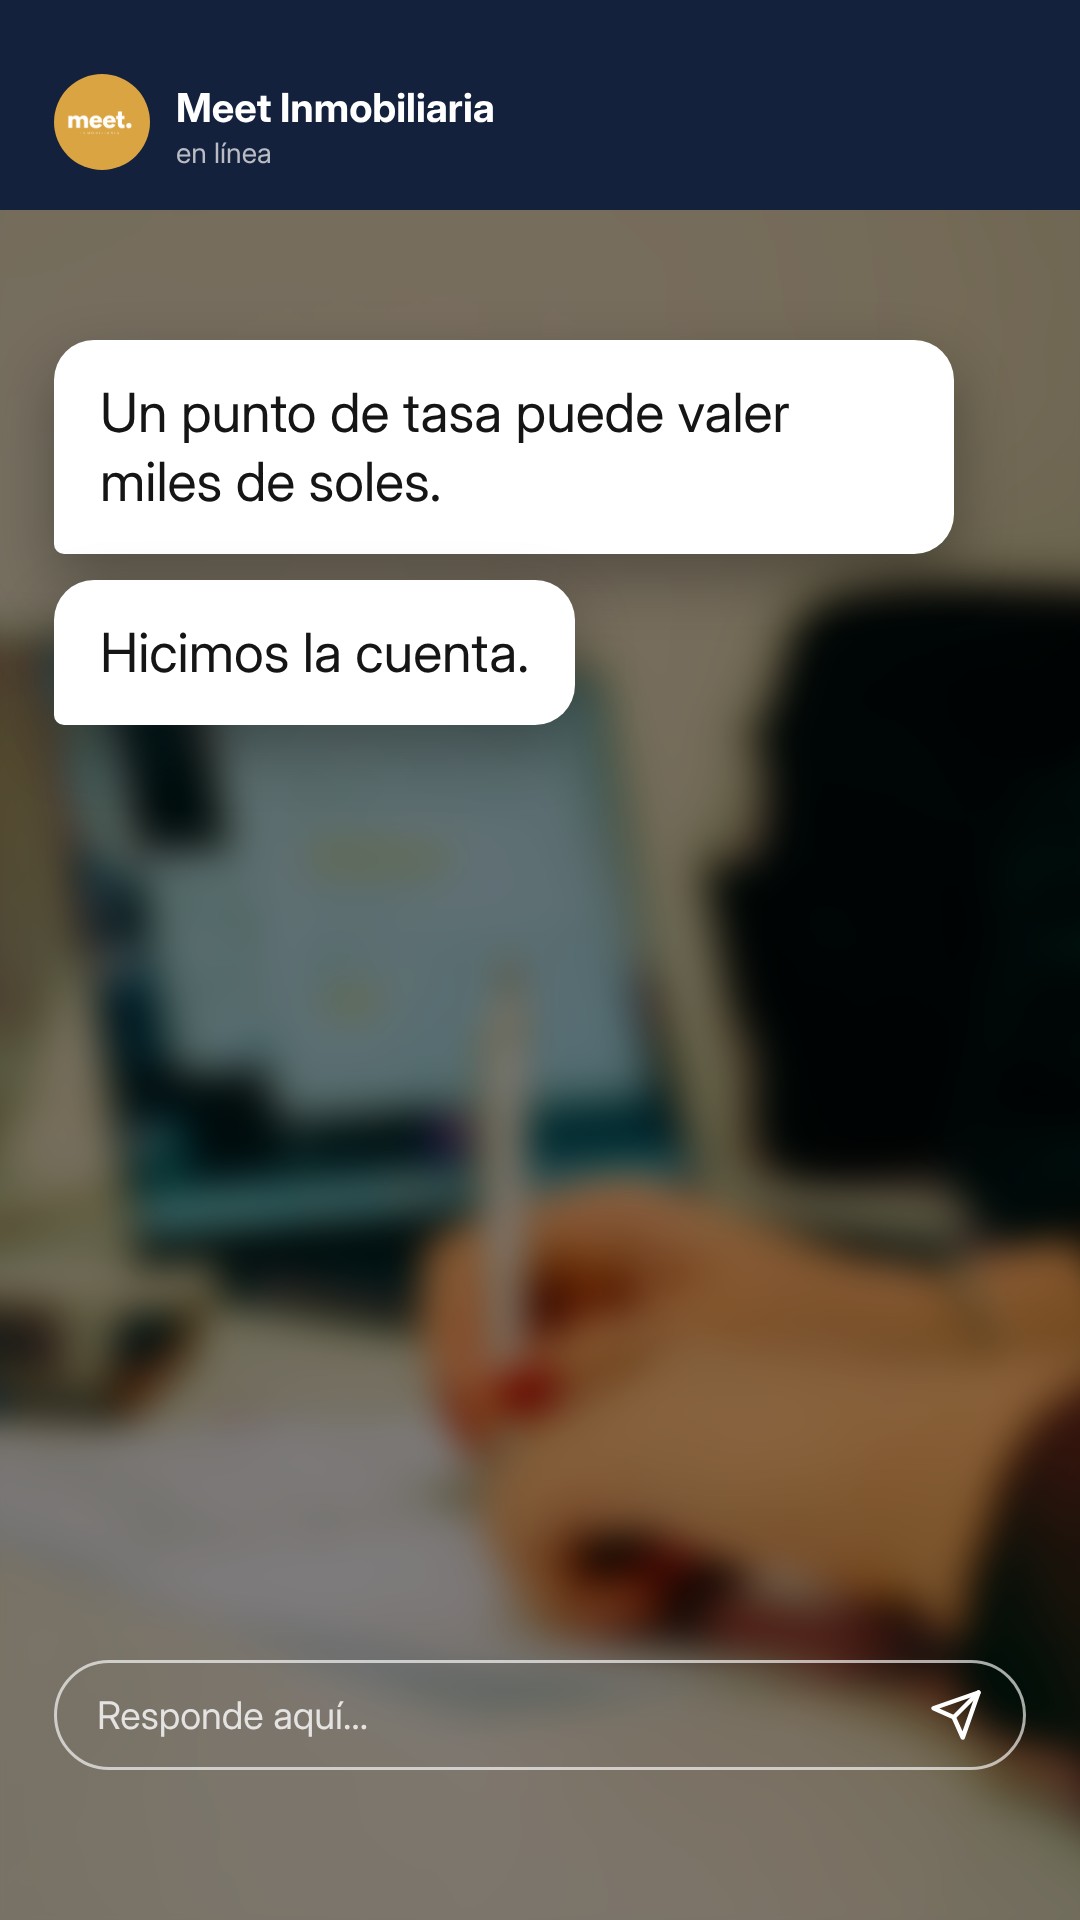 meet.
Meet Inmobiliaria
en línea
Un punto de tasa puede valer
miles de soles.
Hicimos la cuenta.
Responde aquí...